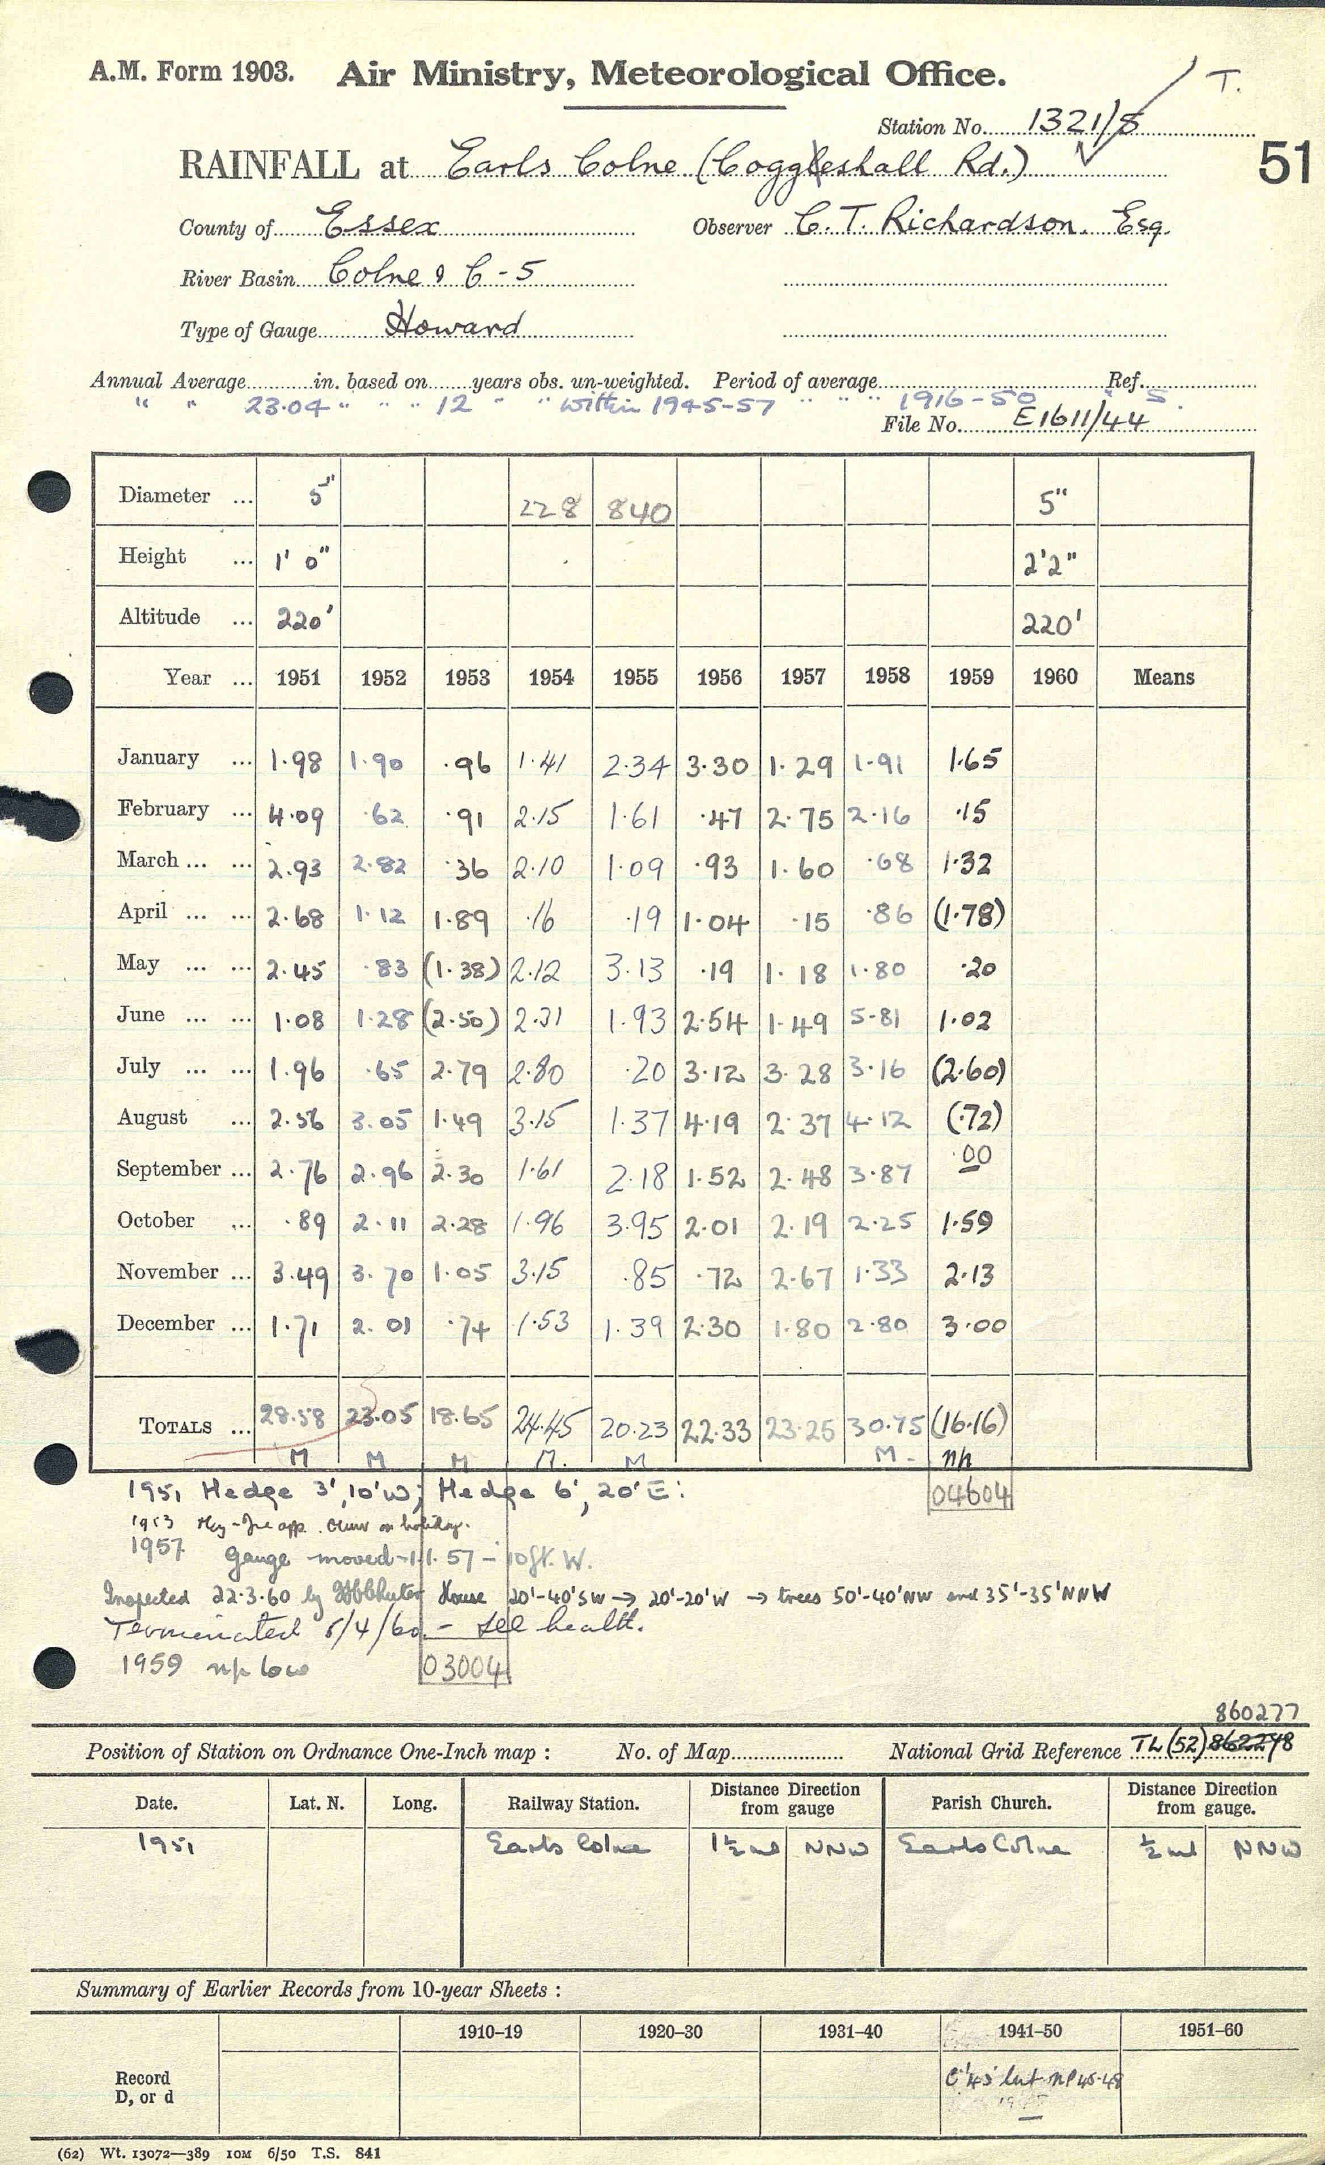 A.M. Form 1903. Air Ministry, Meteorological Office. T.
Station No. 1321/8
RAINFALL at Earls Colne (Coggleshall Rd.) 51
County of Essex Observer C. T. Richardson. Esq.
River Basin Colne & C-5
Type of Gauge Howard
Annual Average in. based on years obs. un-weighted. Period of average Ref.
" " 23.04 " " " 12 " " within 1945-57 " " " 1916-50 " S.
File No. E1611/44
Diameter ... 5" 228 840 5"
Height ... 1' 0" 2'2"
Altitude ... 220' 220'
Year ... 1951 1952 1953 1954 1955 1956 1957 1958 1959 1960 Means
January ... 1.98 1.90 .96 1.41 2.34 3.30 1.29 1.91 1.65
February ... 4.09 .62 .91 2.15 1.61 .47 2.75 2.16 .15
March ... ... 2.93 2.82 .36 2.10 1.09 .93 1.60 .68 1.32
April ... ... 2.68 1.12 1.89 .16 .19 1.04 .15 .86 (1.78)
May ... ... 2.45 .83 (1.38) 2.12 3.13 .19 1.18 1.80 .20
June ... ... 1.08 1.28 (2.50) 2.31 1.93 2.54 1.49 5.81 1.02
July ... ... 1.96 .65 2.79 2.80 .20 3.12 3.28 3.16 (2.60)
August ... 2.56 3.05 1.49 3.15 1.37 4.19 2.37 4.12 (.72)
September ... 2.76 2.96 2.30 1.61 2.18 1.52 2.48 3.87 .00
October ... .89 2.11 2.28 1.96 3.95 2.01 2.19 2.25 1.59
November ... 3.49 3.70 1.05 3.15 .85 .72 2.67 1.33 2.13
December ... 1.71 2.01 .74 1.53 1.39 2.30 1.80 2.80 3.00
TOTALS ... 28.58 23.05 18.65 24.45 20.23 22.33 23.25 30.75 (16.16)
M M M M. M M. np
1951 Hedge 3', 10'W; Hedge 6', 20'E: 04604
1953 May-Jne app. Obsvr on holiday.
1957 Gauge moved 1.1.57 - 10ft. W.
Inspected 22.3.60 by House 20'-40'SW → 20'-20'W → trees 50'-40'NW and 35'-35'NNW
Terminated 5/4/60 - ill health.
1959 np low 03004
860277
Position of Station on Ordnance One-Inch map : No. of Map National Grid Reference TL (52) 862278
Date. Lat. N. Long. Railway Station. Distance Direction from gauge Parish Church. Distance Direction from gauge.
1951 Earls Colne 1½ ml NNW Earls Colne ½ ml NNW
Summary of Earlier Records from 10-year Sheets :
1910–19 1920–30 1931–40 1941–50 1951–60
Record D, or d C'43 but np 45-48
(62) Wt. 13072—389 10M 6/50 T.S. 841